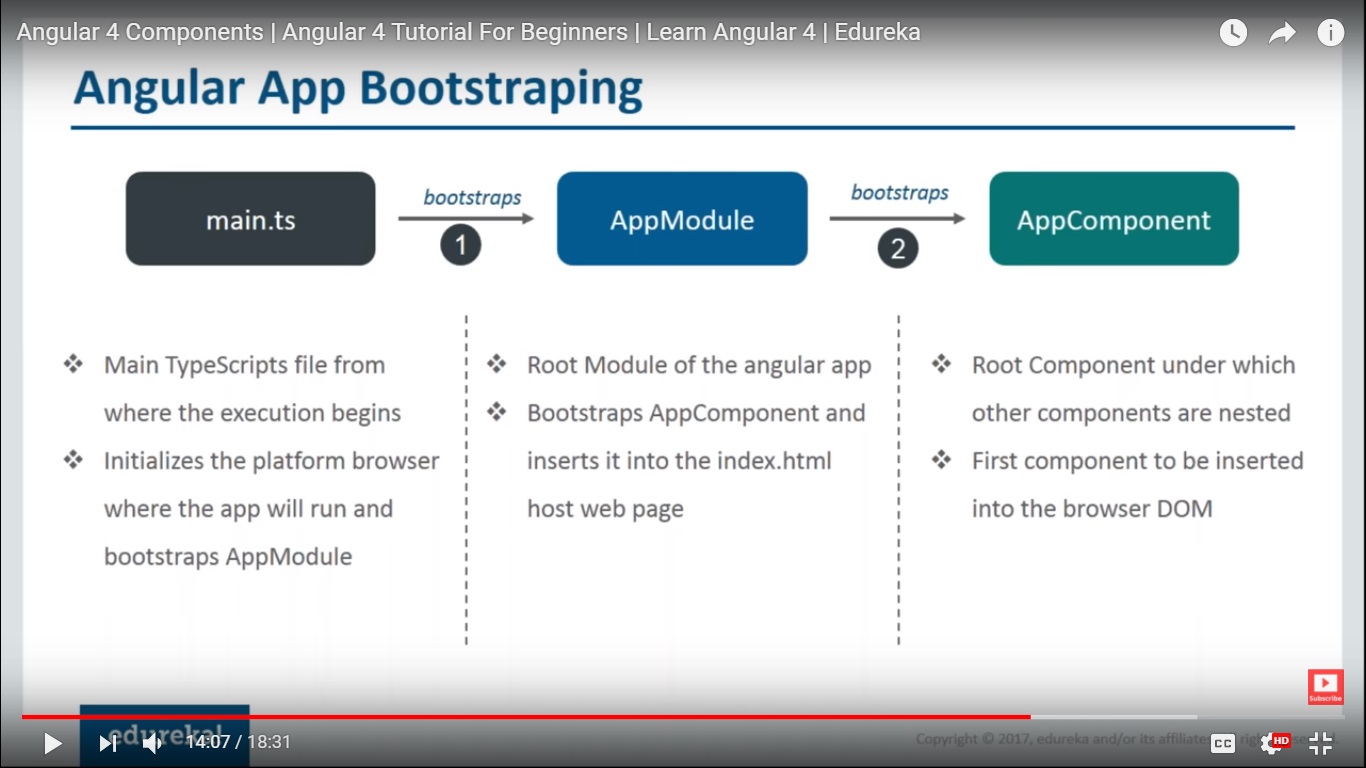 Angular 4 Components | Angular 4 Tutorial For Beginners | Learn Angular 4 | Edureka
Angular App Bootstraping
main.ts
bootstraps
1
AppModule
bootstraps
2
AppComponent
Main TypeScripts file from
where the execution begins
Initializes the platform browser
where the app will run and
bootstraps AppModule
Root Module of the angular app
Bootstraps AppComponent and
inserts it into the index.html
host web page
Root Component under which
other components are nested
First component to be inserted
into the browser DOM
Subscribe
edureka!
14:07 / 18:31
Copyright © 2017, edureka and/or its affiliates
CC
HD